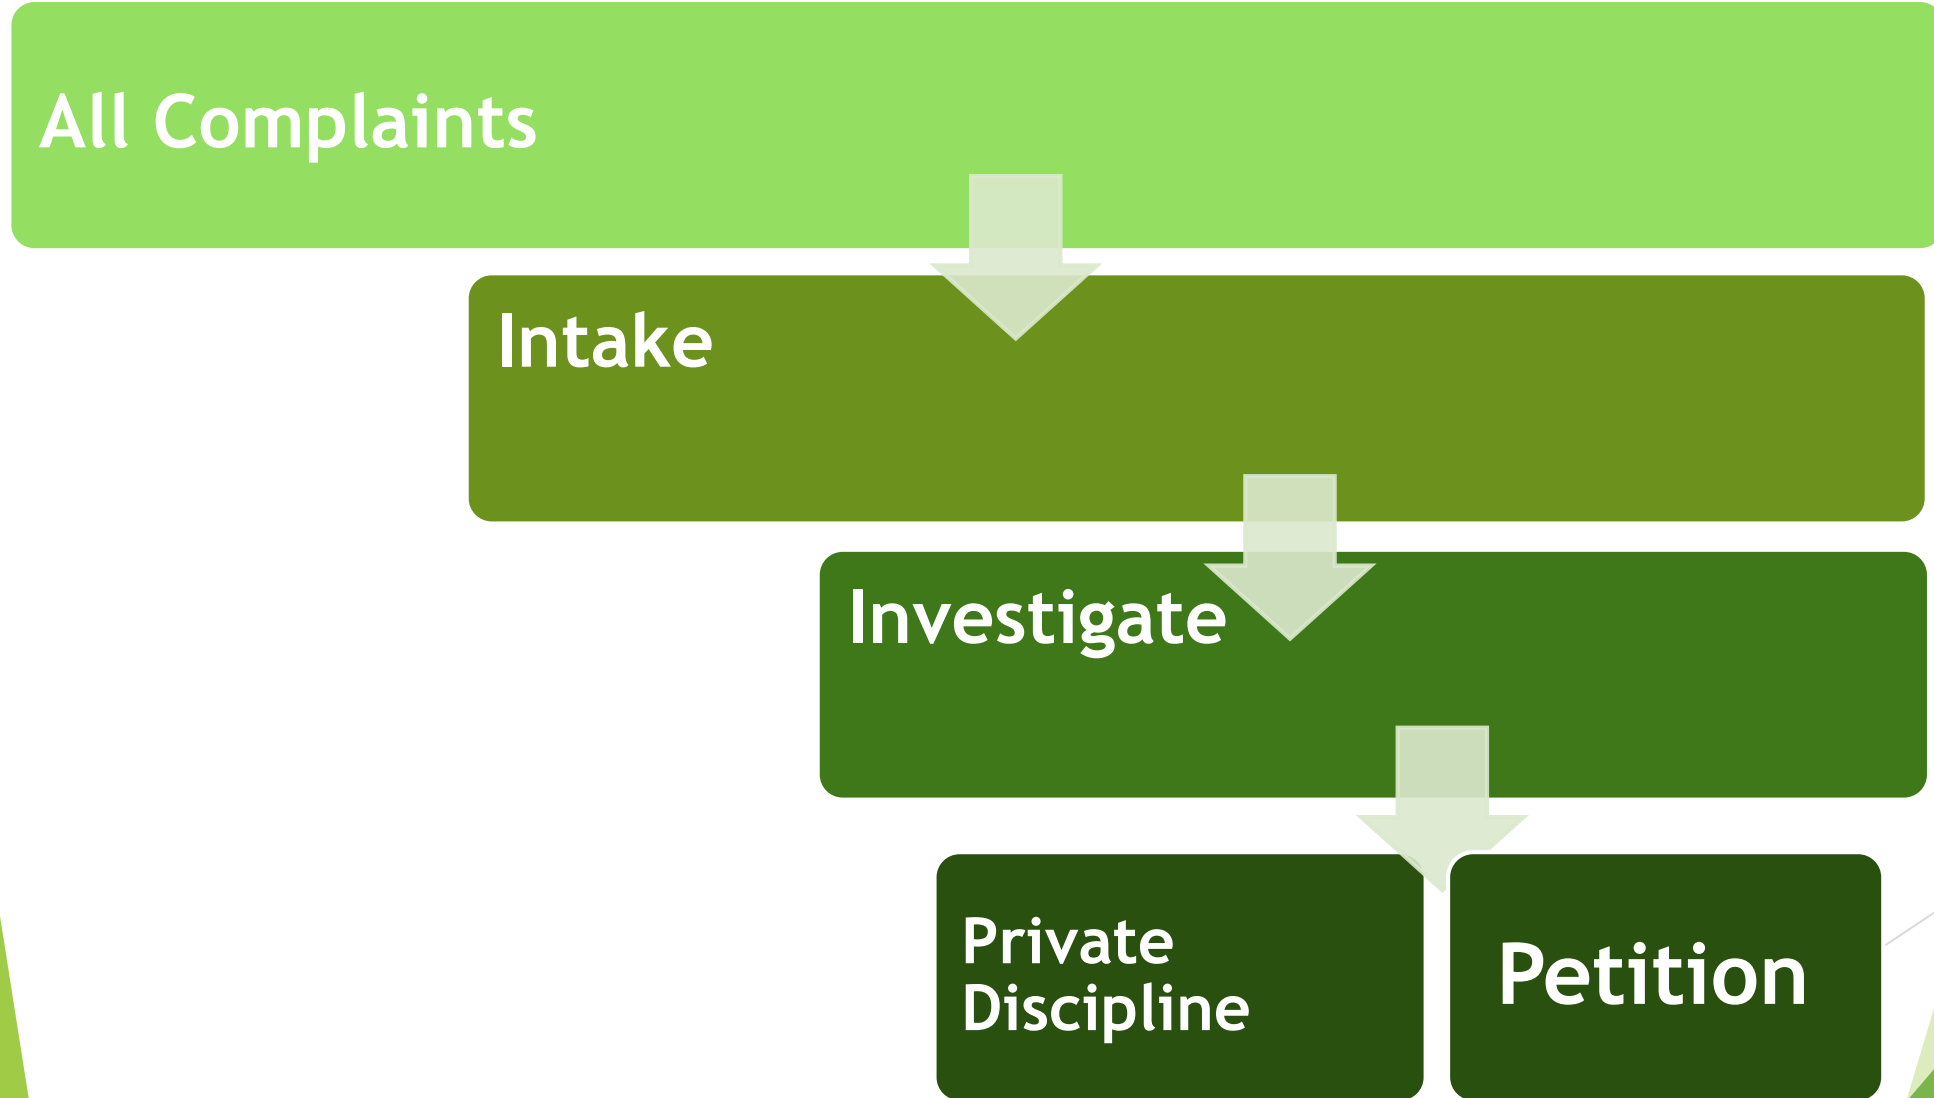 All Complaints
Intake
Investigate
Private
Discipline
Petition